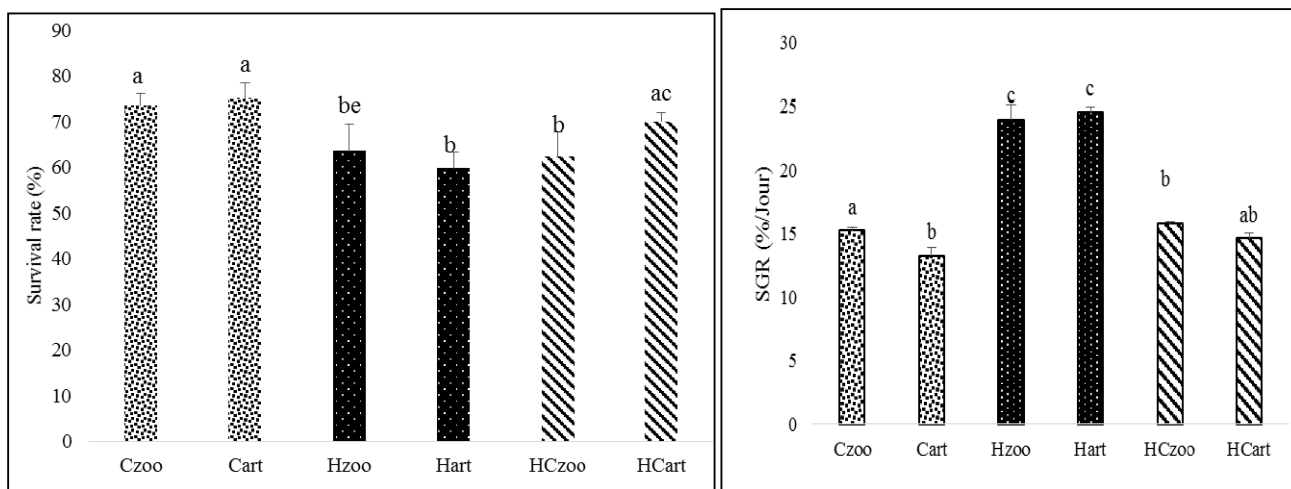 Survival rate (%)
90
80
70
60
50
40
30
20
10
0
a
a
be
b
b
ac
Czoo Cart Hzoo Hart HCzoo HCart
SGR (%/Jour)
30
25
20
15
10
5
0
a
b
c
c
b
ab
Czoo Cart Hzoo Hart HCzoo HCart